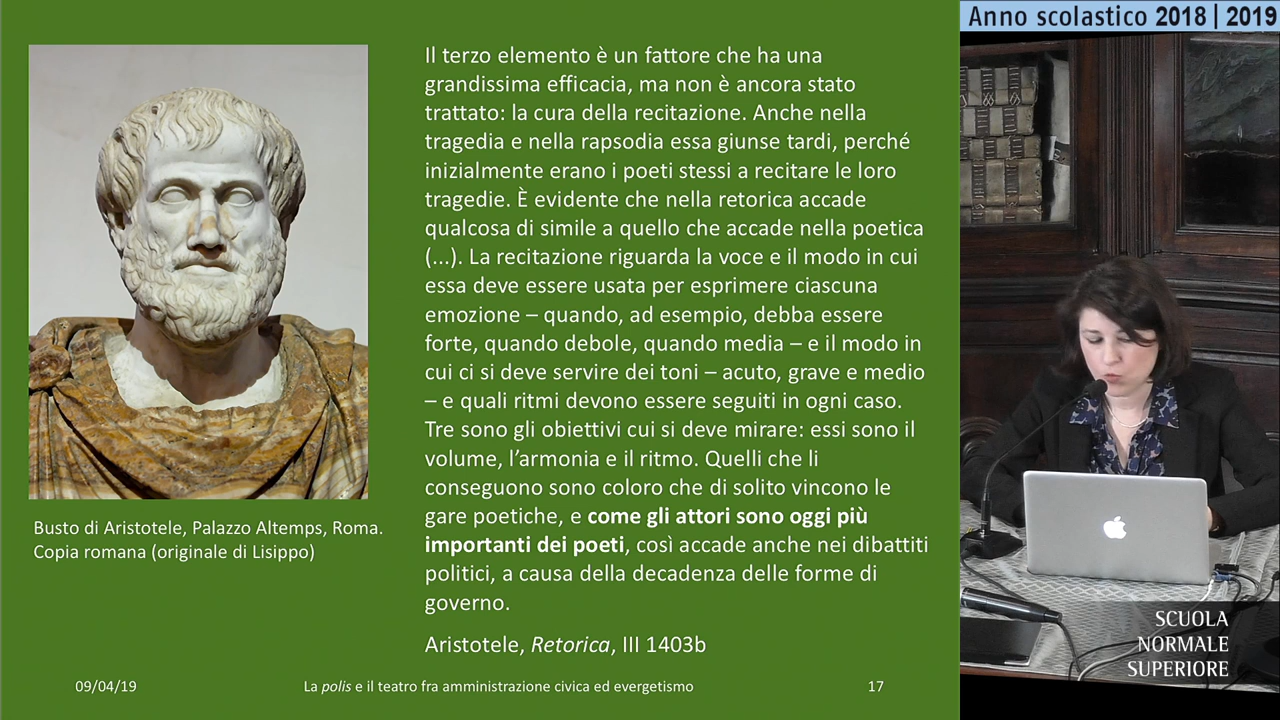 Anno scolastico 2018 | 2019
Il terzo elemento è un fattore che ha una
grandissima efficacia, ma non è ancora stato
trattato: la cura della recitazione. Anche nella
tragedia e nella rapsodia essa giunse tardi, perché
inizialmente erano i poeti stessi a recitare le loro
tragedie. È evidente che nella retorica accade
qualcosa di simile a quello che accade nella poetica
(...). La recitazione riguarda la voce e il modo in cui
essa deve essere usata per esprimere ciascuna
emozione – quando, ad esempio, debba essere
forte, quando debole, quando media – e il modo in
cui ci si deve servire dei toni – acuto, grave e medio
– e quali ritmi devono essere seguiti in ogni caso.
Tre sono gli obiettivi cui si deve mirare: essi sono il
volume, l’armonia e il ritmo. Quelli che li
conseguono sono coloro che di solito vincono le
gare poetiche, e come gli attori sono oggi più
importanti dei poeti, così accade anche nei dibattiti
politici, a causa della decadenza delle forme di
governo.
Aristotele, Retorica, III 1403b
Busto di Aristotele, Palazzo Altemps, Roma.
Copia romana (originale di Lisippo)
09/04/19
La polis e il teatro fra amministrazione civica ed evergetismo
17
SCUOLA
NORMALE
SUPERIORE